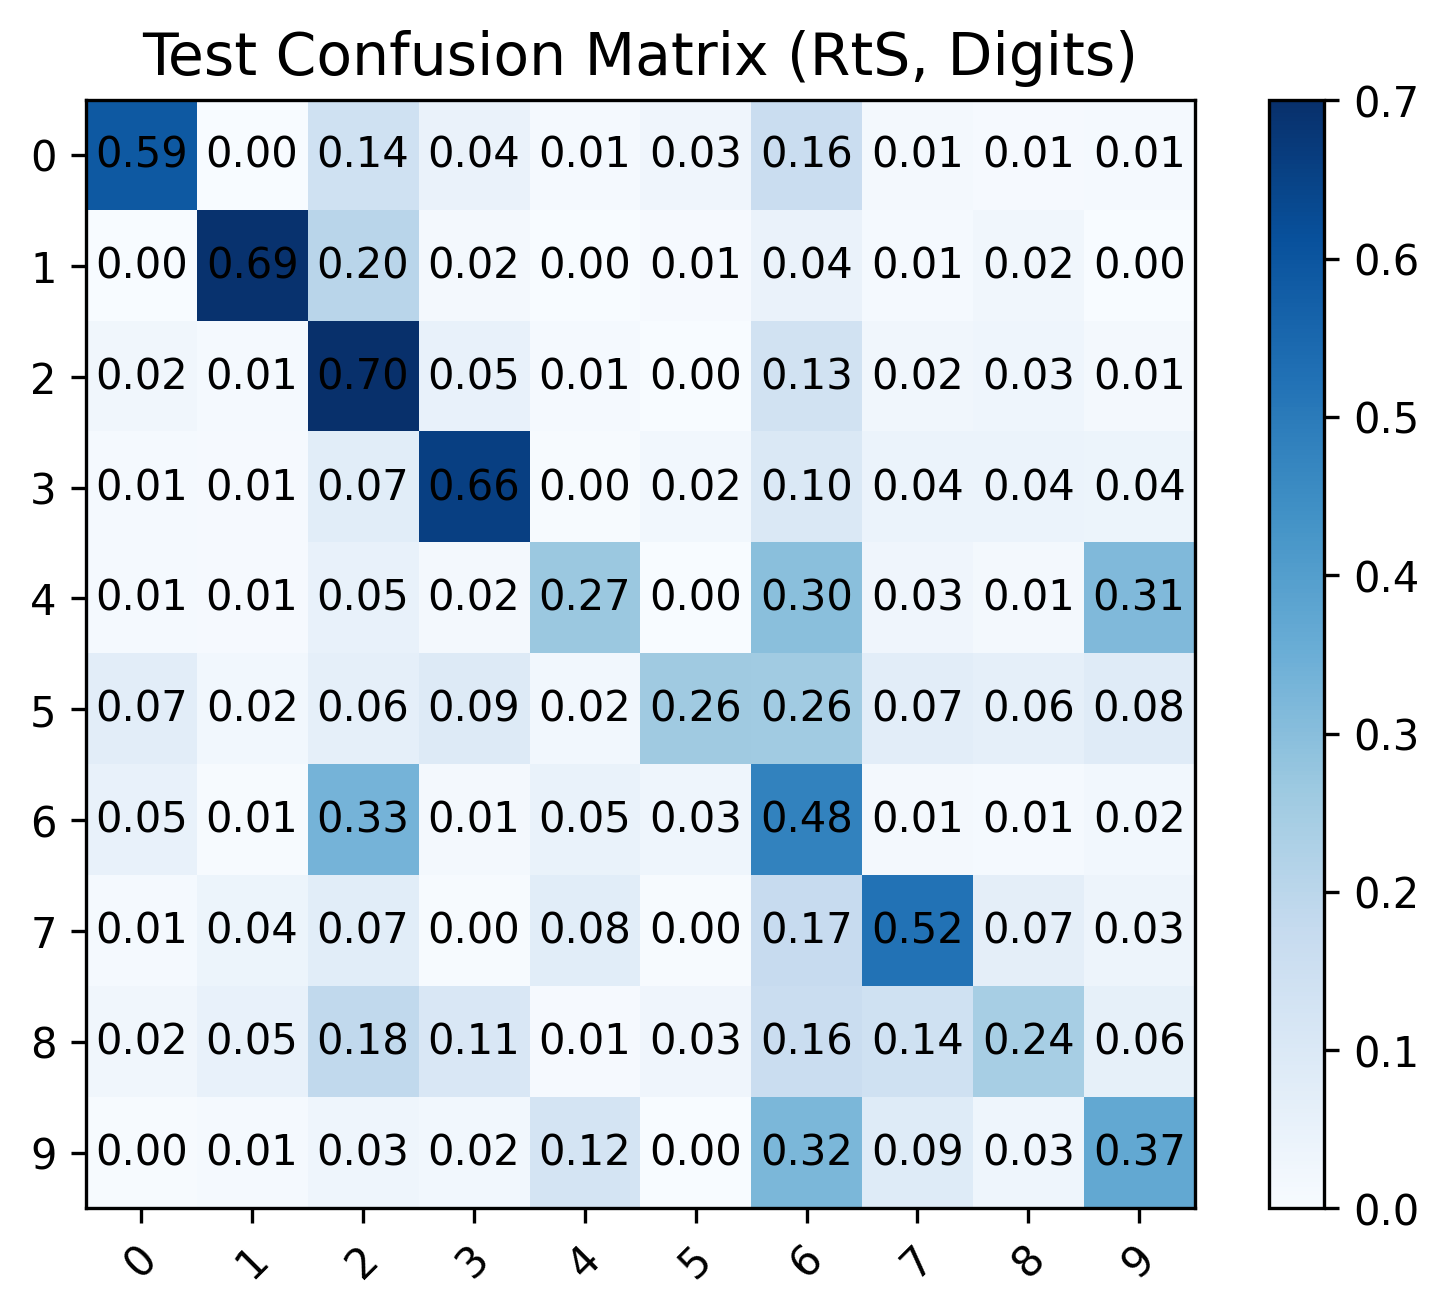 Test Confusion Matrix (RtS, Digits)
0 0.59 0.00 0.14 0.04 0.01 0.03 0.16 0.01 0.01 0.01
1 0.00 0.69 0.20 0.02 0.00 0.01 0.04 0.01 0.02 0.00
2 0.02 0.01 0.70 0.05 0.01 0.00 0.13 0.02 0.03 0.01
3 0.01 0.01 0.07 0.66 0.00 0.02 0.10 0.04 0.04 0.04
4 0.01 0.01 0.05 0.02 0.27 0.00 0.30 0.03 0.01 0.31
5 0.07 0.02 0.06 0.09 0.02 0.26 0.26 0.07 0.06 0.08
6 0.05 0.01 0.33 0.01 0.05 0.03 0.48 0.01 0.01 0.02
7 0.01 0.04 0.07 0.00 0.08 0.00 0.17 0.52 0.07 0.03
8 0.02 0.05 0.18 0.11 0.01 0.03 0.16 0.14 0.24 0.06
9 0.00 0.01 0.03 0.02 0.12 0.00 0.32 0.09 0.03 0.37
0 1 2 3 4 5 6 7 8 9
0.7
0.6
0.5
0.4
0.3
0.2
0.1
0.0